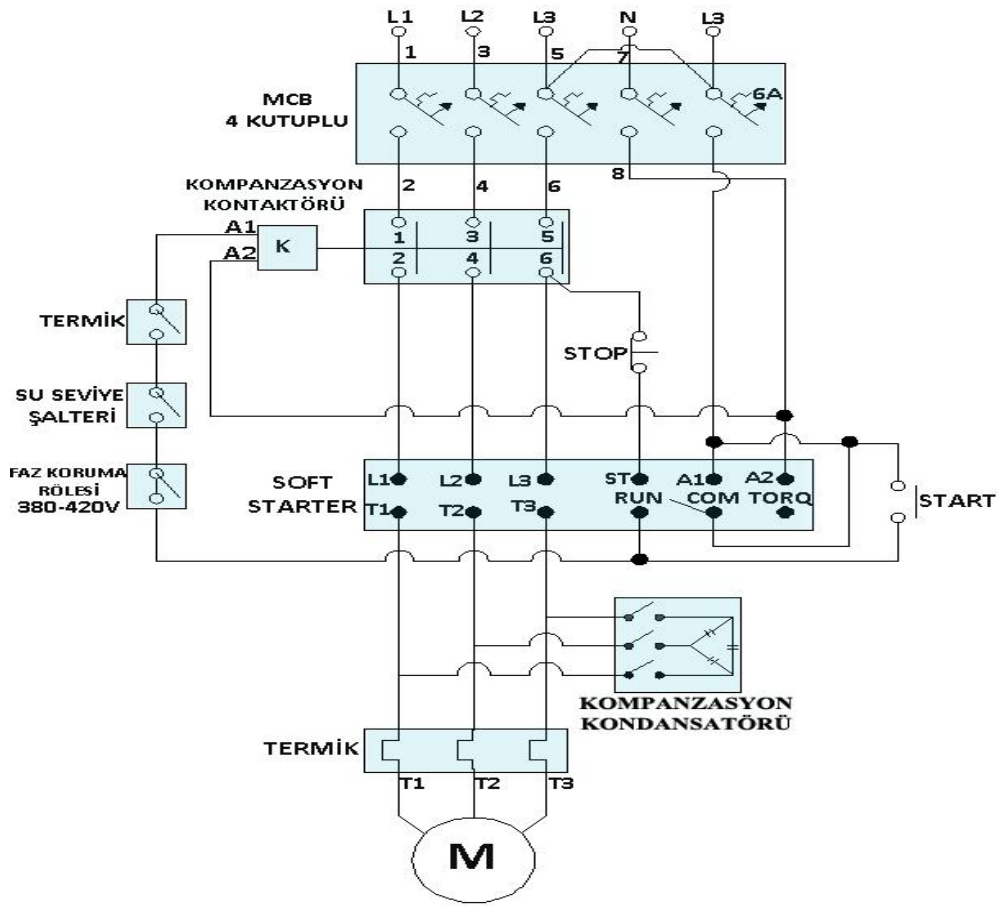 L1 L2 L3 N L3
1 3 5 7
MCB
4 KUTUPLU
6A
2 4 6 8
KOMPANZASYON
KONTAKTÖRÜ
A1
A2
K
1 3 5
2 4 6
TERMİK
STOP
SU SEVİYE
ŞALTERİ
FAZ KORUMA
RÖLESİ
380-420V
SOFT
STARTER
L1 L2 L3 ST A1 A2
RUN COM TORQ
T1 T2 T3
START
KOMPANZASYON
KONDANSATÖRÜ
TERMİK
T1 T2 T3
M